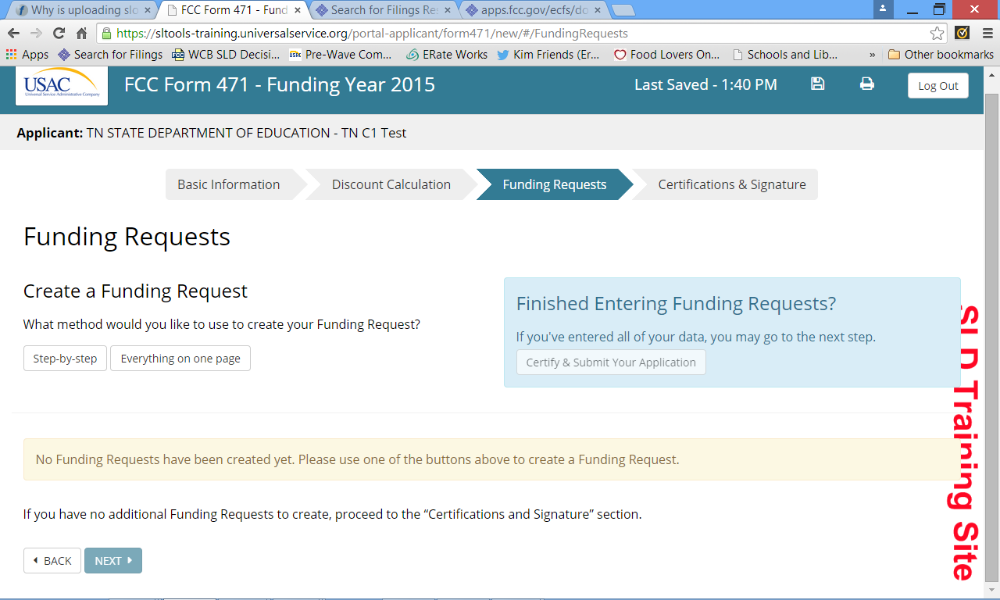 Why is uploading slo
FCC Form 471 - Fund
Search for Filings Res
apps.fcc.gov/ecfs/do
https://sltools-training.universalservice.org/portal-applicant/form471/new/#/FundingRequests
Apps
Search for Filings
WCB SLD Decisi...
Pre-Wave Com...
ERate Works
Kim Friends (Er...
Food Lovers On...
Schools and Lib...
»
Other bookmarks
USAC
Universal Service Administrative Company
FCC Form 471 - Funding Year 2015
Last Saved - 1:40 PM
Log Out
Applicant: TN STATE DEPARTMENT OF EDUCATION - TN C1 Test
Basic Information
Discount Calculation
Funding Requests
Certifications & Signature
Funding Requests
Create a Funding Request
What method would you like to use to create your Funding Request?
Step-by-step
Everything on one page
Finished Entering Funding Requests?
If you've entered all of your data, you may go to the next step.
Certify & Submit Your Application
No Funding Requests have been created yet. Please use one of the buttons above to create a Funding Request.
If you have no additional Funding Requests to create, proceed to the “Certifications and Signature” section.
BACK
NEXT
SLD Training Site